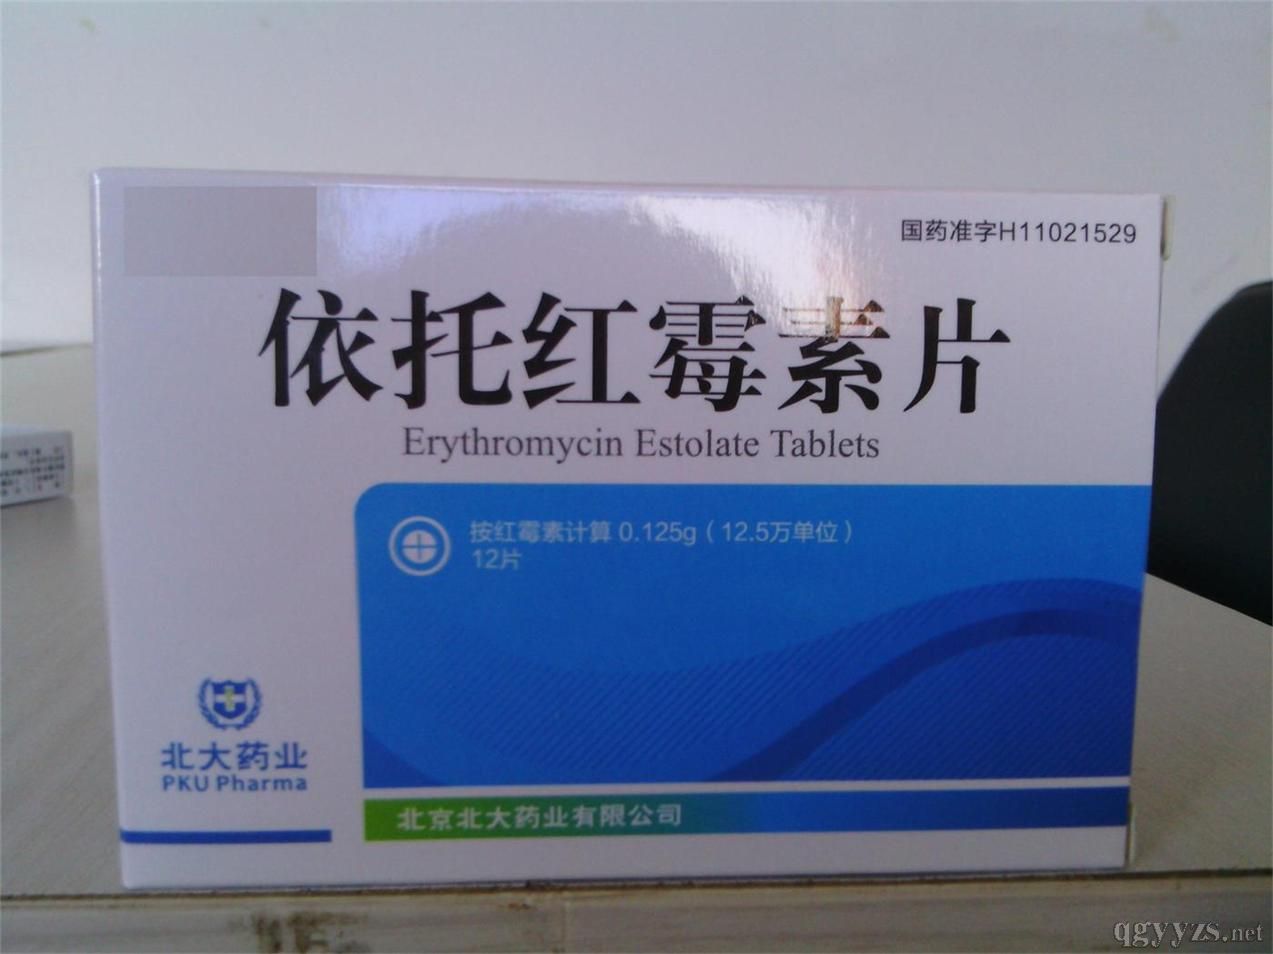 国药准字H11021529
依托红霉素片
Erythromycin Estolate Tablets
按红霉素计算 0.125g（12.5万单位）
12片
北大药业
PKU Pharma
北京北大药业有限公司
qgyyzs.net